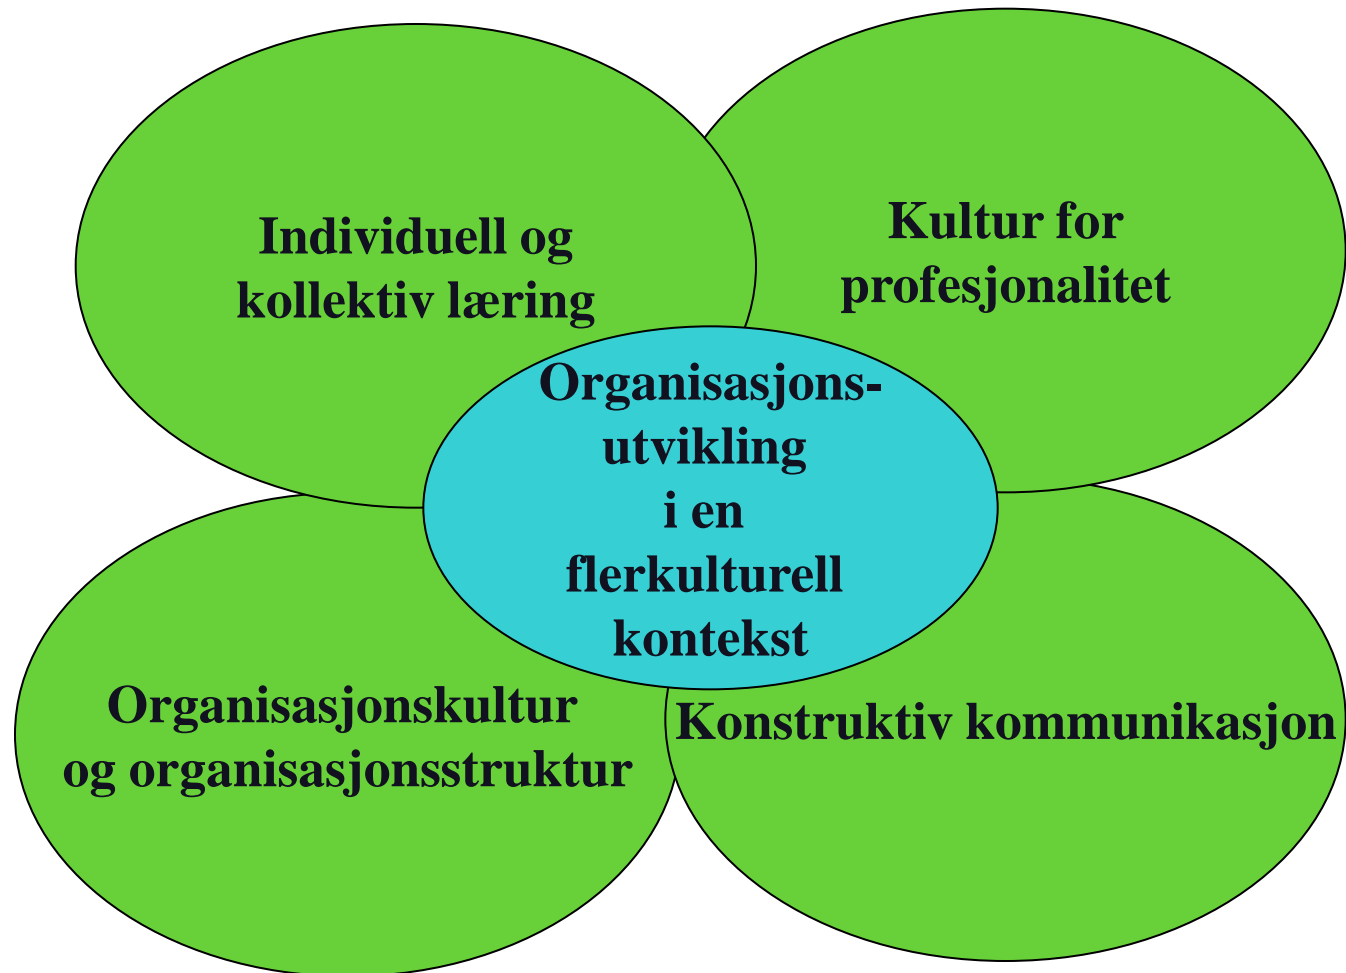 Individuell og
kollektiv læring
Kultur for
profesjonalitet
Organisasjons-
utvikling
i en
flerkulturell
kontekst
Organisasjonskultur
og organisasjonsstruktur
Konstruktiv kommunikasjon